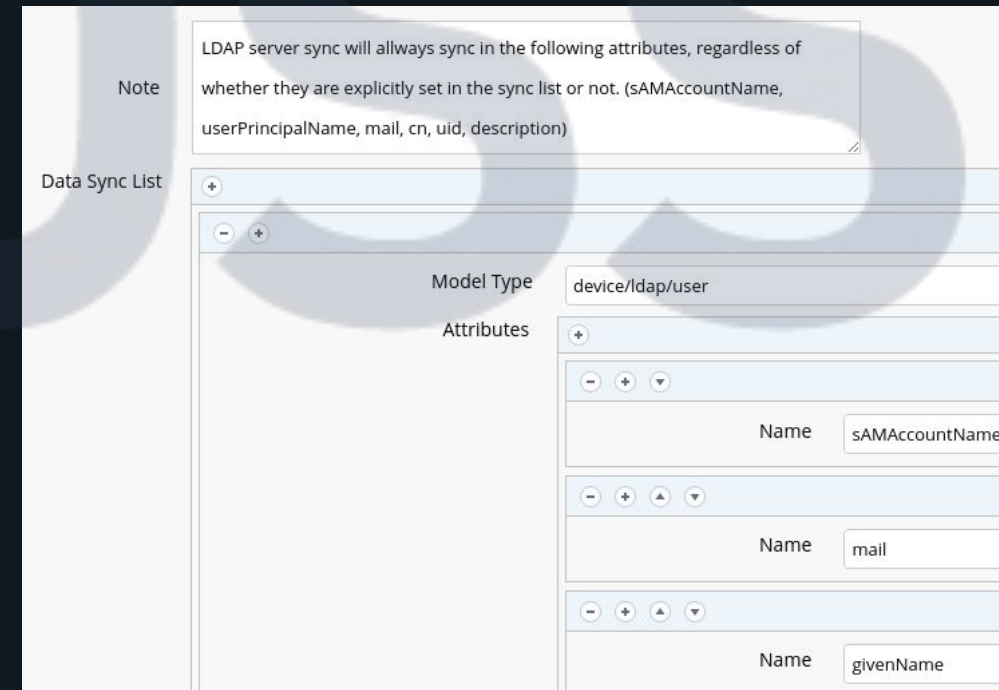 LDAP server sync will allways sync in the following attributes, regardless of
Note
whether they are explicitly set in the sync list or not. (sAMAccountName,
userPrincipalName, mail, cn, uid, description)
Data Sync List
Model Type
device/ldap/user
Attributes
Name
sAMAccountName
Name
mail
Name
givenName